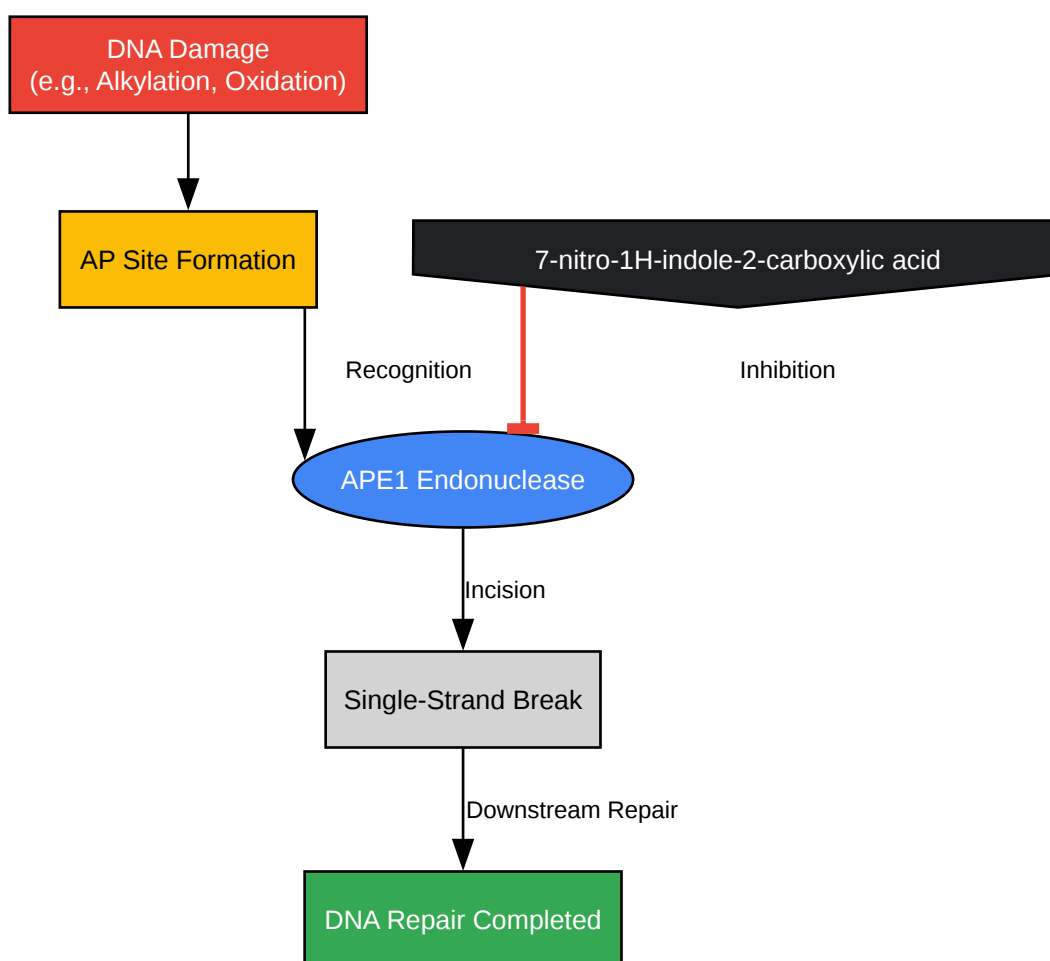 DNA Damage
(e.g., Alkylation, Oxidation)
AP Site Formation
7-nitro-1H-indole-2-carboxylic acid
Recognition
Inhibition
APE1 Endonuclease
Incision
Single-Strand Break
Downstream Repair
DNA Repair Completed